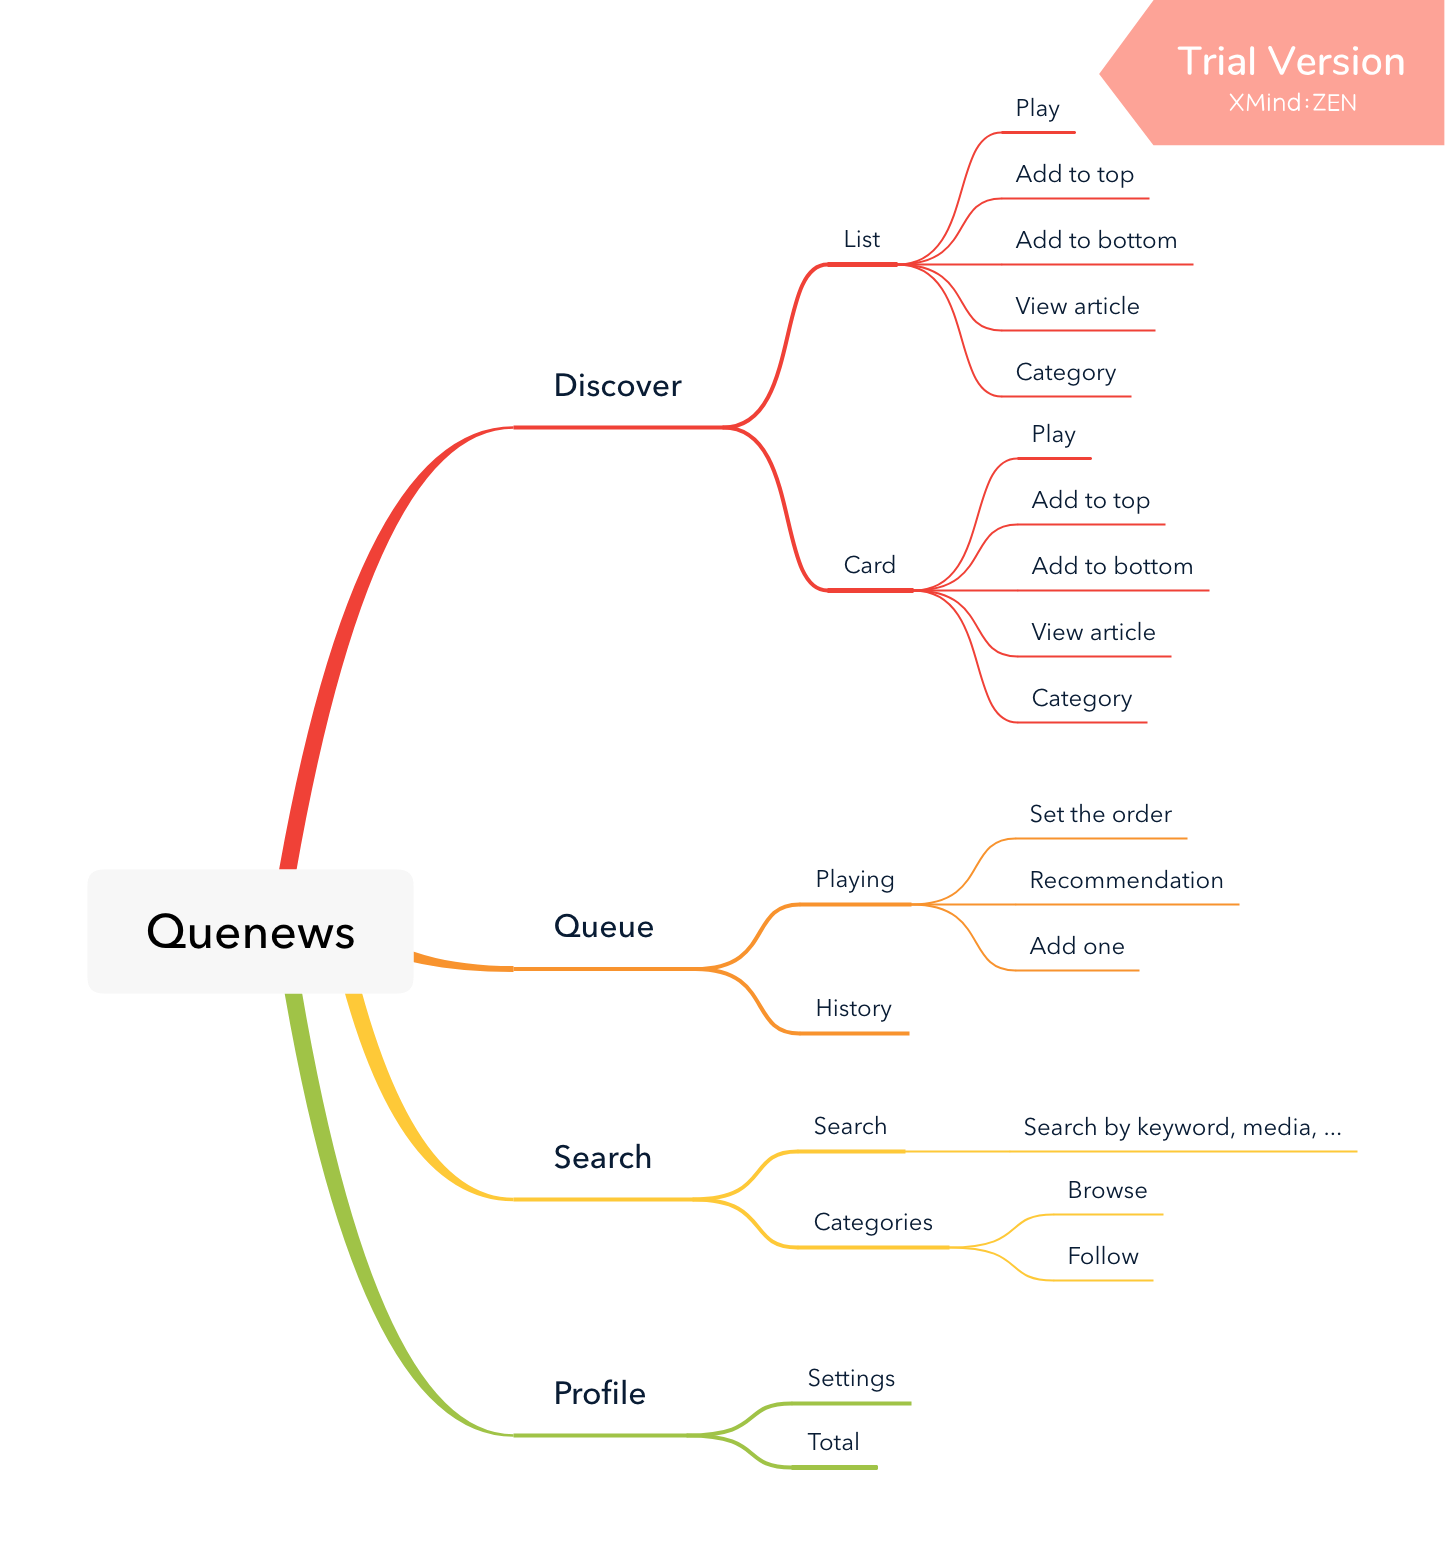 Trial Version
XMind:ZEN
Quenews
Discover
List
Play
Add to top
Add to bottom
View article
Category
Card
Play
Add to top
Add to bottom
View article
Category
Queue
Playing
Set the order
Recommendation
Add one
History
Search
Search
Search by keyword, media, ...
Categories
Browse
Follow
Profile
Settings
Total